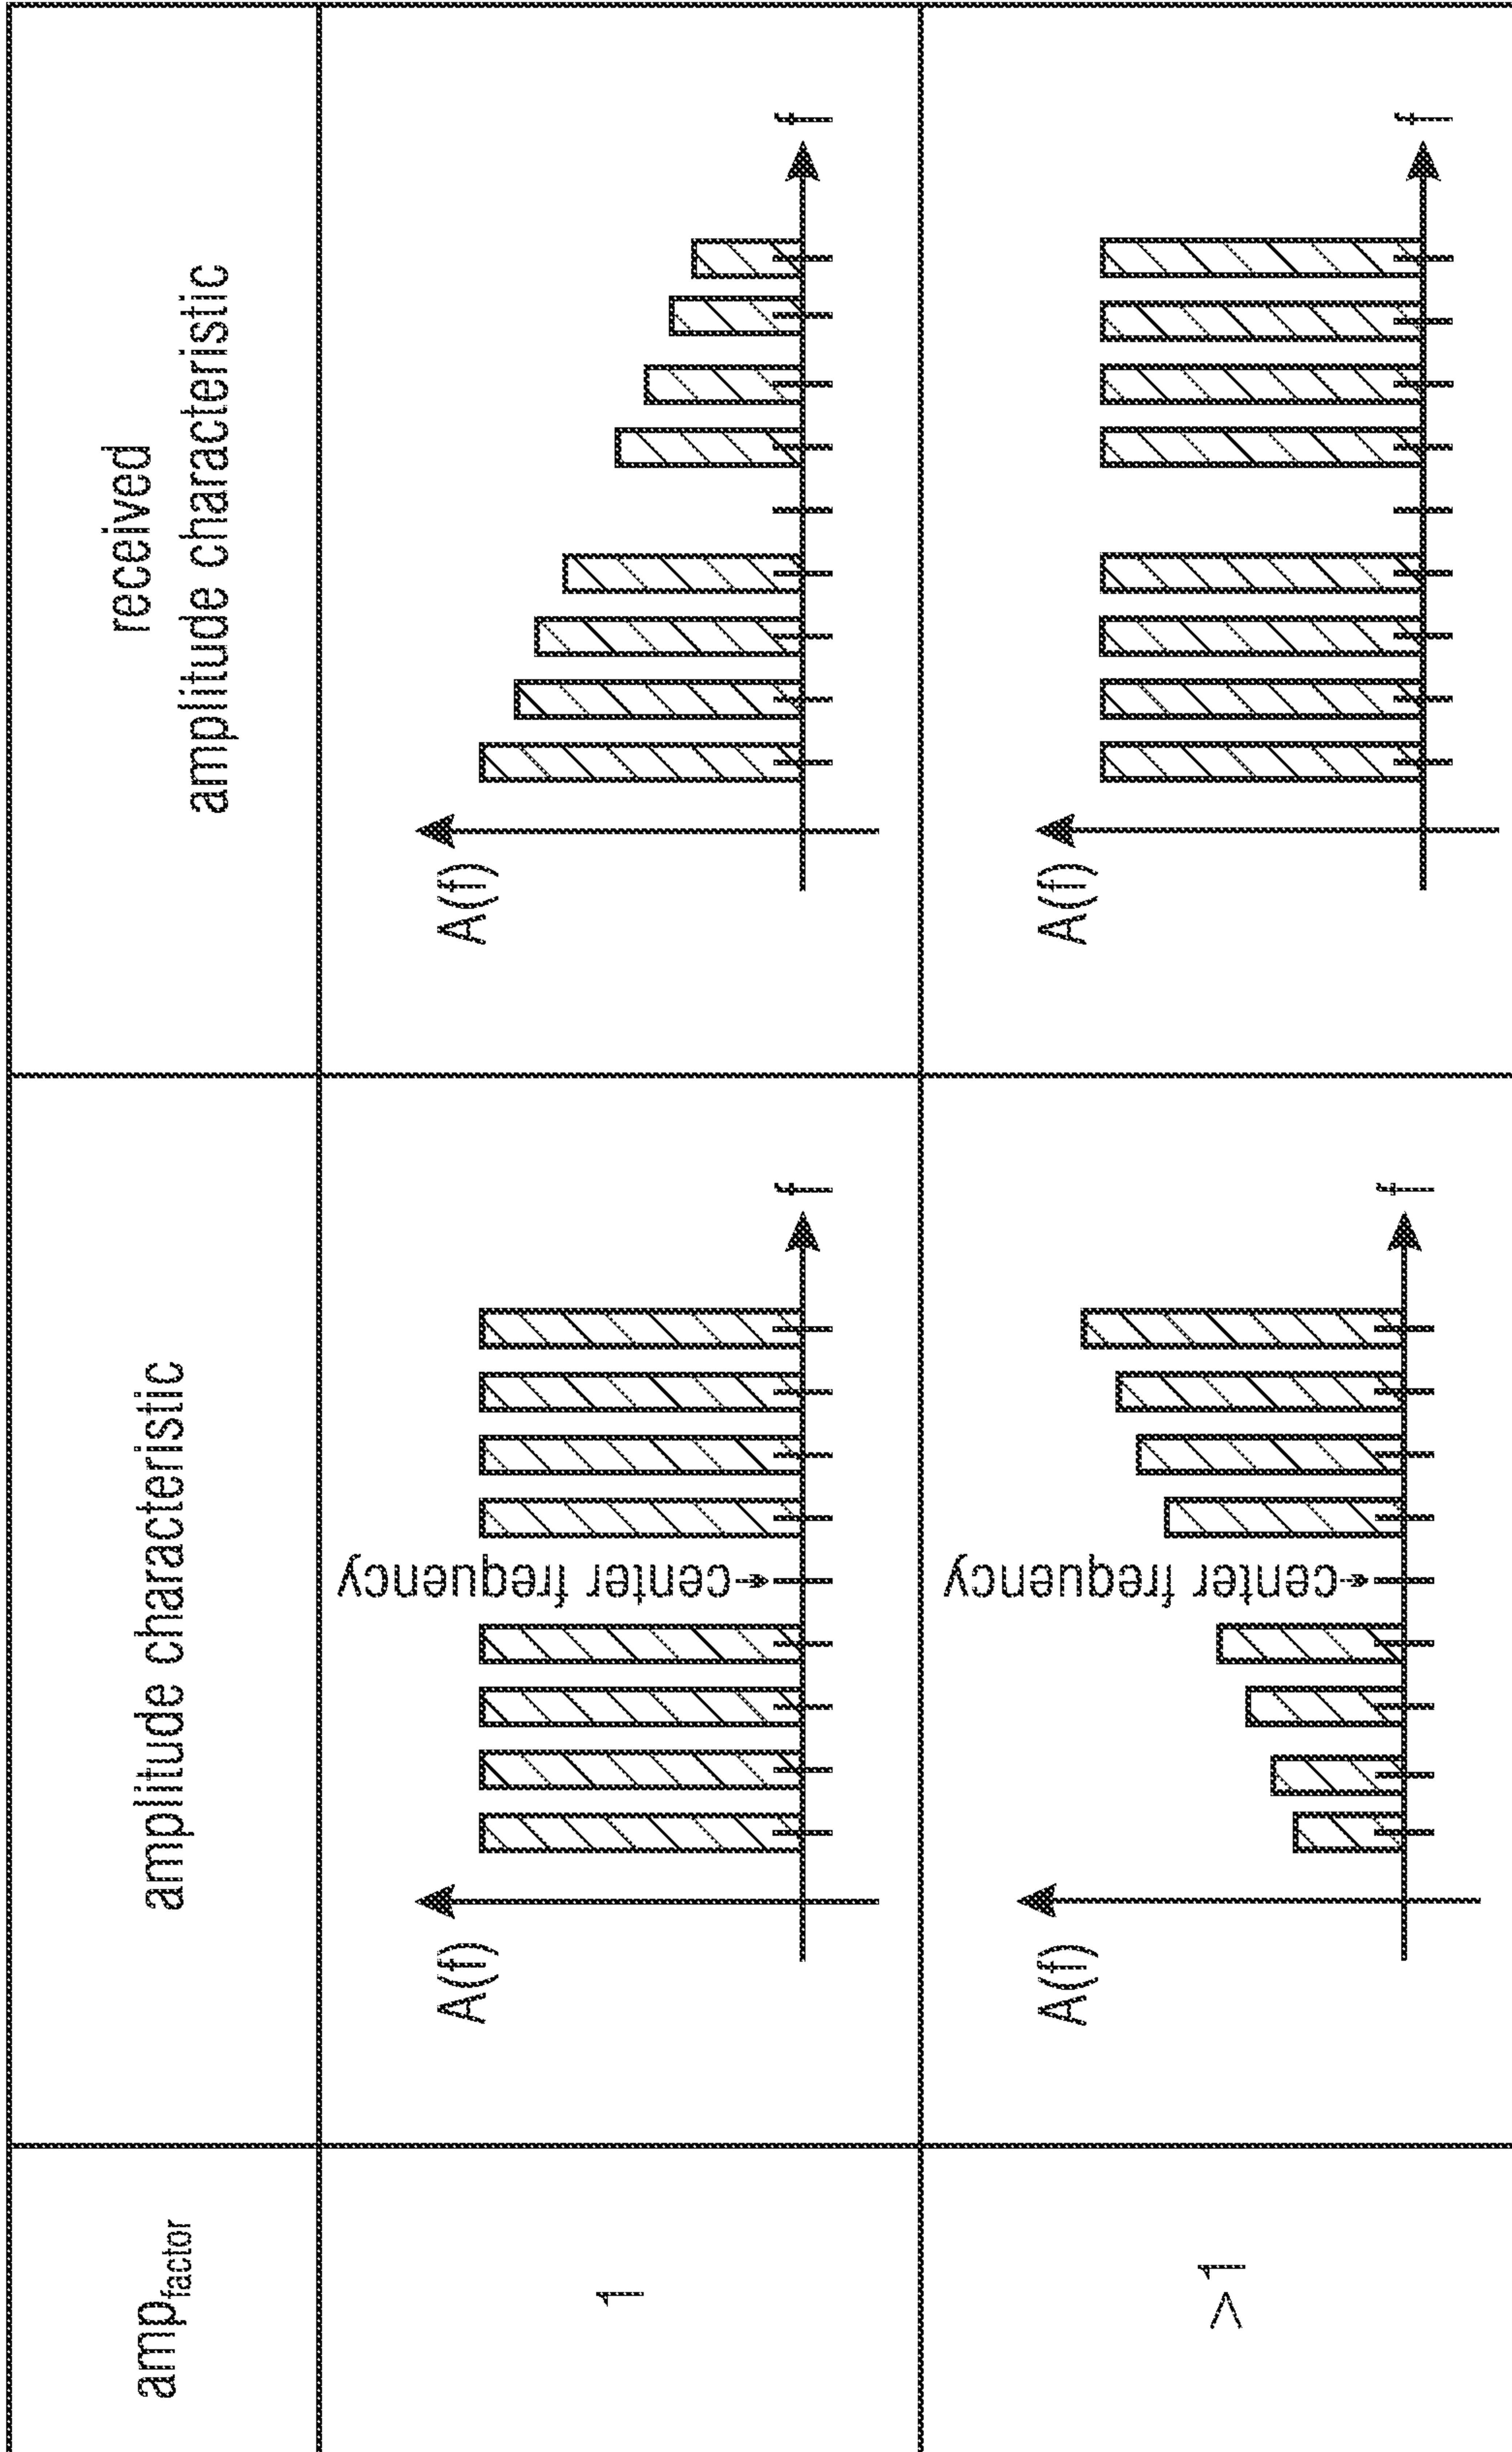 amp_factor
amplitude characteristic
received
amplitude characteristic
1
A(f)
center frequency
f
A(f)
f
>1
A(f)
center frequency
f
A(f)
f